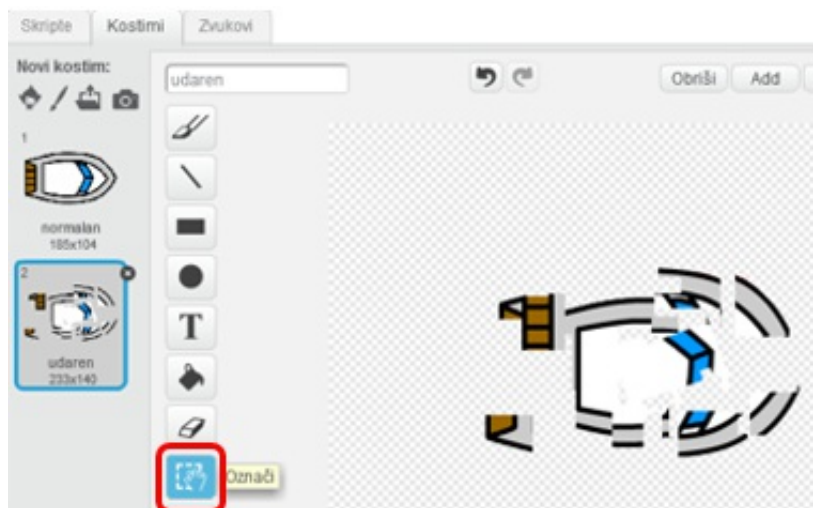 Skripte Kostimi Zvukovi
Novi kostim:
udaren
Obriši Add
1
normalan
185x104
2
udaren
233x140
T
Označi